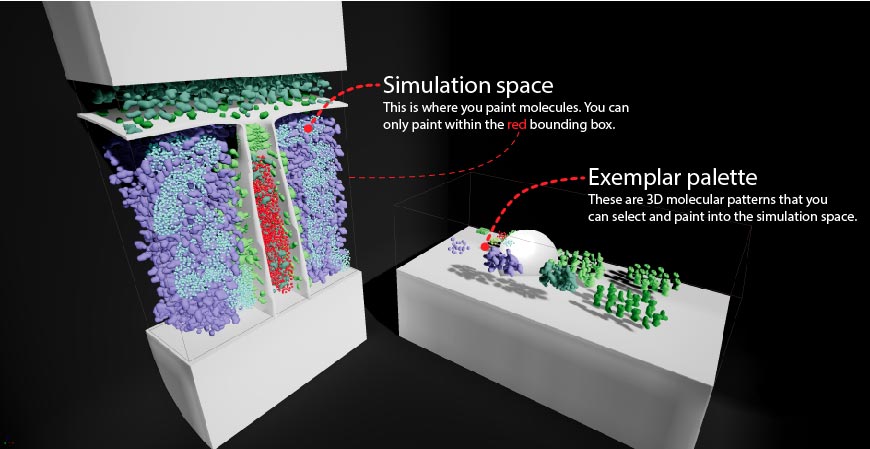 Simulation space
This is where you paint molecules. You can
only paint within the red bounding box.
Exemplar palette
These are 3D molecular patterns that you
can select and paint into the simulation space.